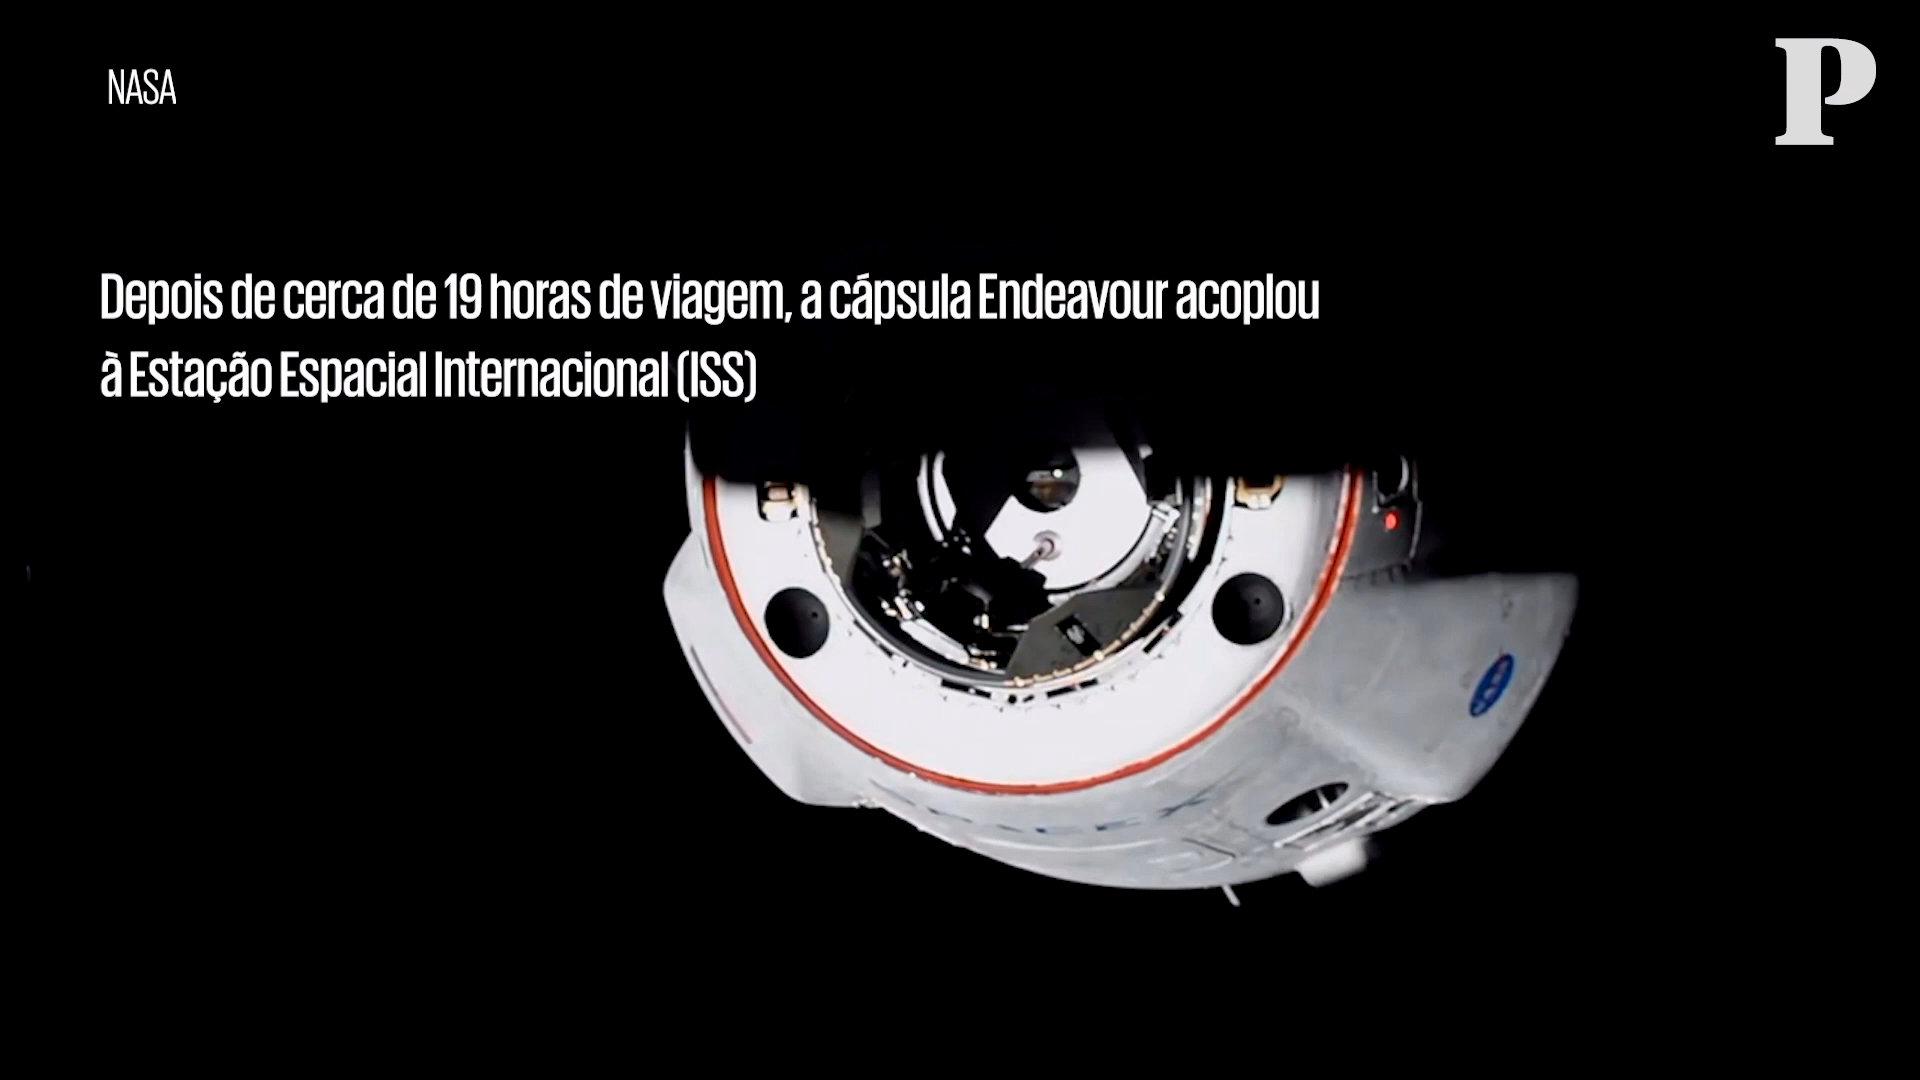 NASA
P
Depois de cerca de 19 horas de viagem, a cápsula Endeavour acoplou
à Estação Espacial Internacional (ISS)